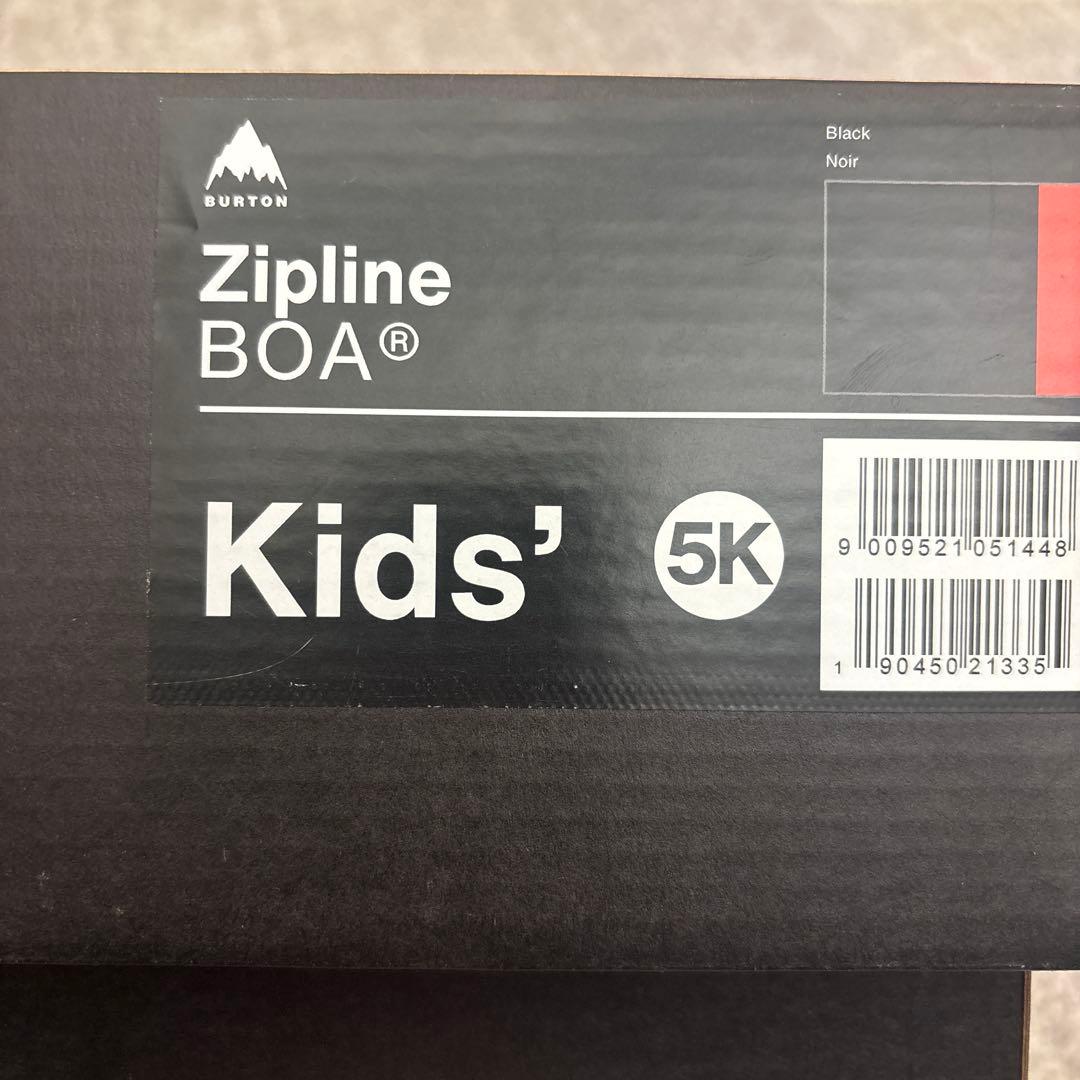 BURTON
Zipline
BOA®
Kids’
5K
Black
Noir
9 009521 051448
1 90450 21335